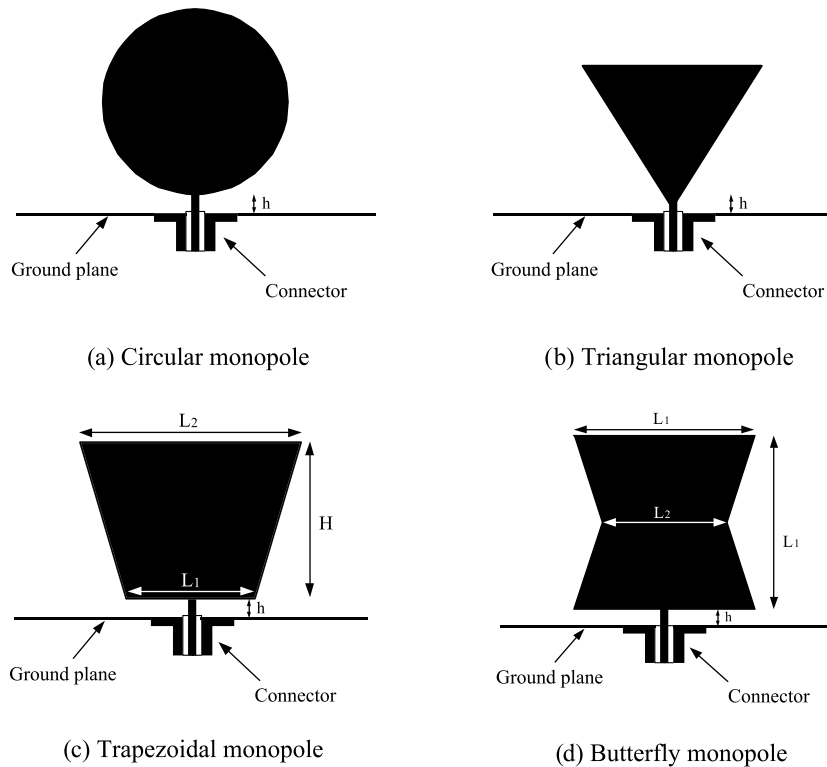 h
Ground plane
Connector
(a) Circular monopole
h
Ground plane
Connector
(b) Triangular monopole
L2
H
L1
h
Ground plane
Connector
(c) Trapezoidal monopole
L1
L2
L1
h
Ground plane
Connector
(d) Butterfly monopole